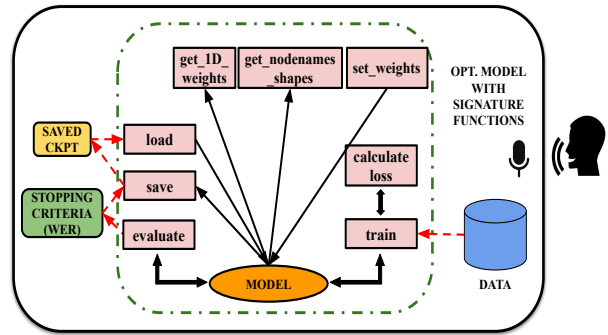 get_1D_
weights
get_nodenames
_shapes
set_weights
OPT. MODEL
WITH
SIGNATURE
FUNCTIONS
SAVED
CKPT
load
calculate
loss
save
STOPPING
CRITERIA
(WER)
evaluate
train
MODEL
DATA